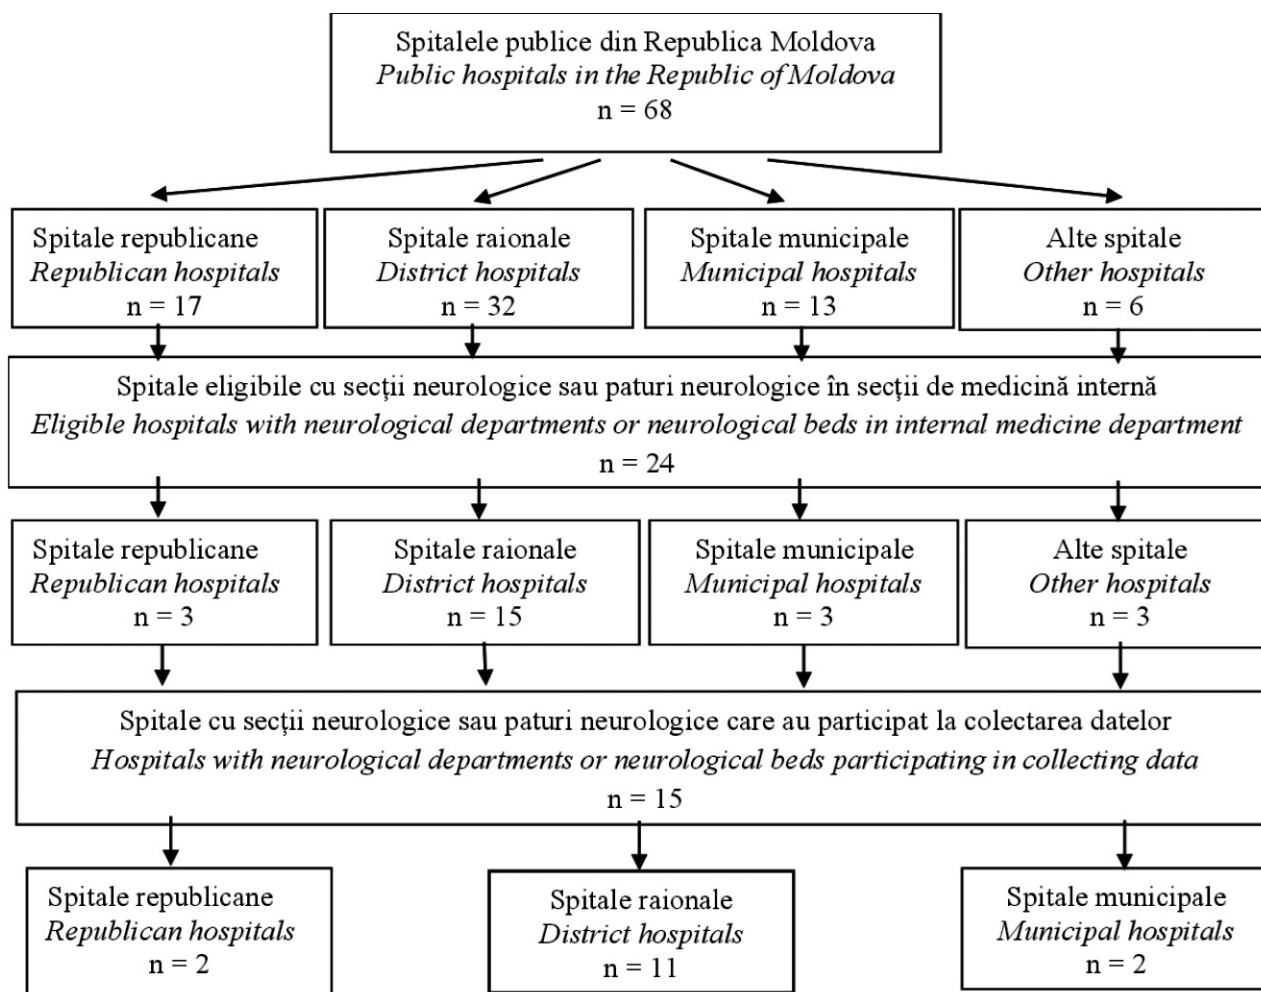 Spitalele publice din Republica Moldova
Public hospitals in the Republic of Moldova
n = 68
Spitale republicane
Republican hospitals
n = 17
Spitale raionale
District hospitals
n = 32
Spitale municipale
Municipal hospitals
n = 13
Alte spitale
Other hospitals
n = 6
Spitale eligibile cu secții neurologice sau paturi neurologice în secții de medicină internă
Eligible hospitals with neurological departments or neurological beds in internal medicine department
n = 24
Spitale republicane
Republican hospitals
n = 3
Spitale raionale
District hospitals
n = 15
Spitale municipale
Municipal hospitals
n = 3
Alte spitale
Other hospitals
n = 3
Spitale cu secții neurologice sau paturi neurologice care au participat la colectarea datelor
Hospitals with neurological departments or neurological beds participating in collecting data
n = 15
Spitale republicane
Republican hospitals
n = 2
Spitale raionale
District hospitals
n = 11
Spitale municipale
Municipal hospitals
n = 2